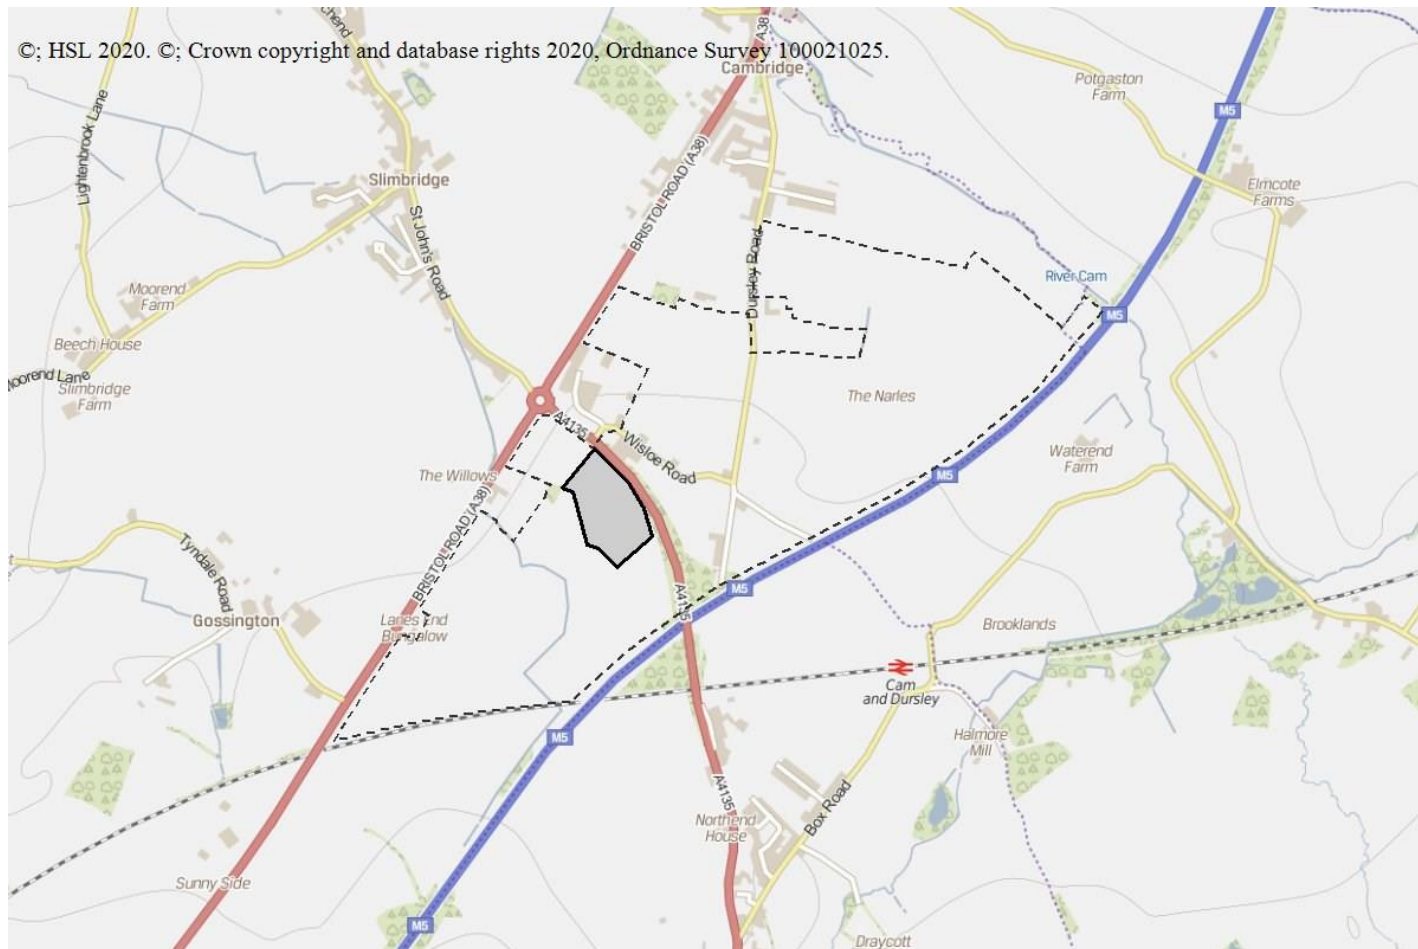 ©; HSL 2020. ©; Crown copyright and database rights 2020, Ordnance Survey 100021025.
A38
Cambridge
Potgaston
Farm
M5
Lightenbrook Lane
BRISTOL ROAD (A38)
Slimbridge
Elmcote
Farms
St John's Road
Dursley Road
River Cam
Moorend
Farm
M5
Beech House
Moorend Lane
Slimbridge
Farm
The Narles
A4135
Wisloe Road
Waterend
Farm
The Willows
M5
BRISTOL ROAD (A38)
Tyndale Road
M5
A4135
Gossington
Lanes End
Bungalow
Brooklands
Cam
and Dursley
M5
Halmore
Mill
A4135
Box Road
Northend
House
Sunny Side
M5
Draycott